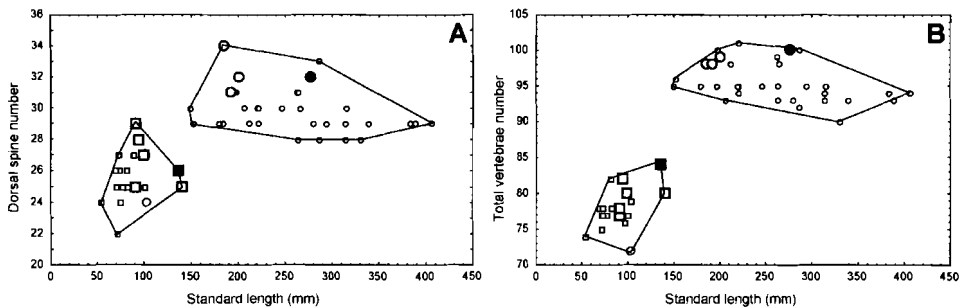 A
Dorsal spine number
36
34
32
30
28
26
24
22
20
0 50 100 150 200 250 300 350 400 450
Standard length (mm)
B
Total vertebrae number
105
100
95
90
85
80
75
70
0 50 100 150 200 250 300 350 400 450
Standard length (mm)